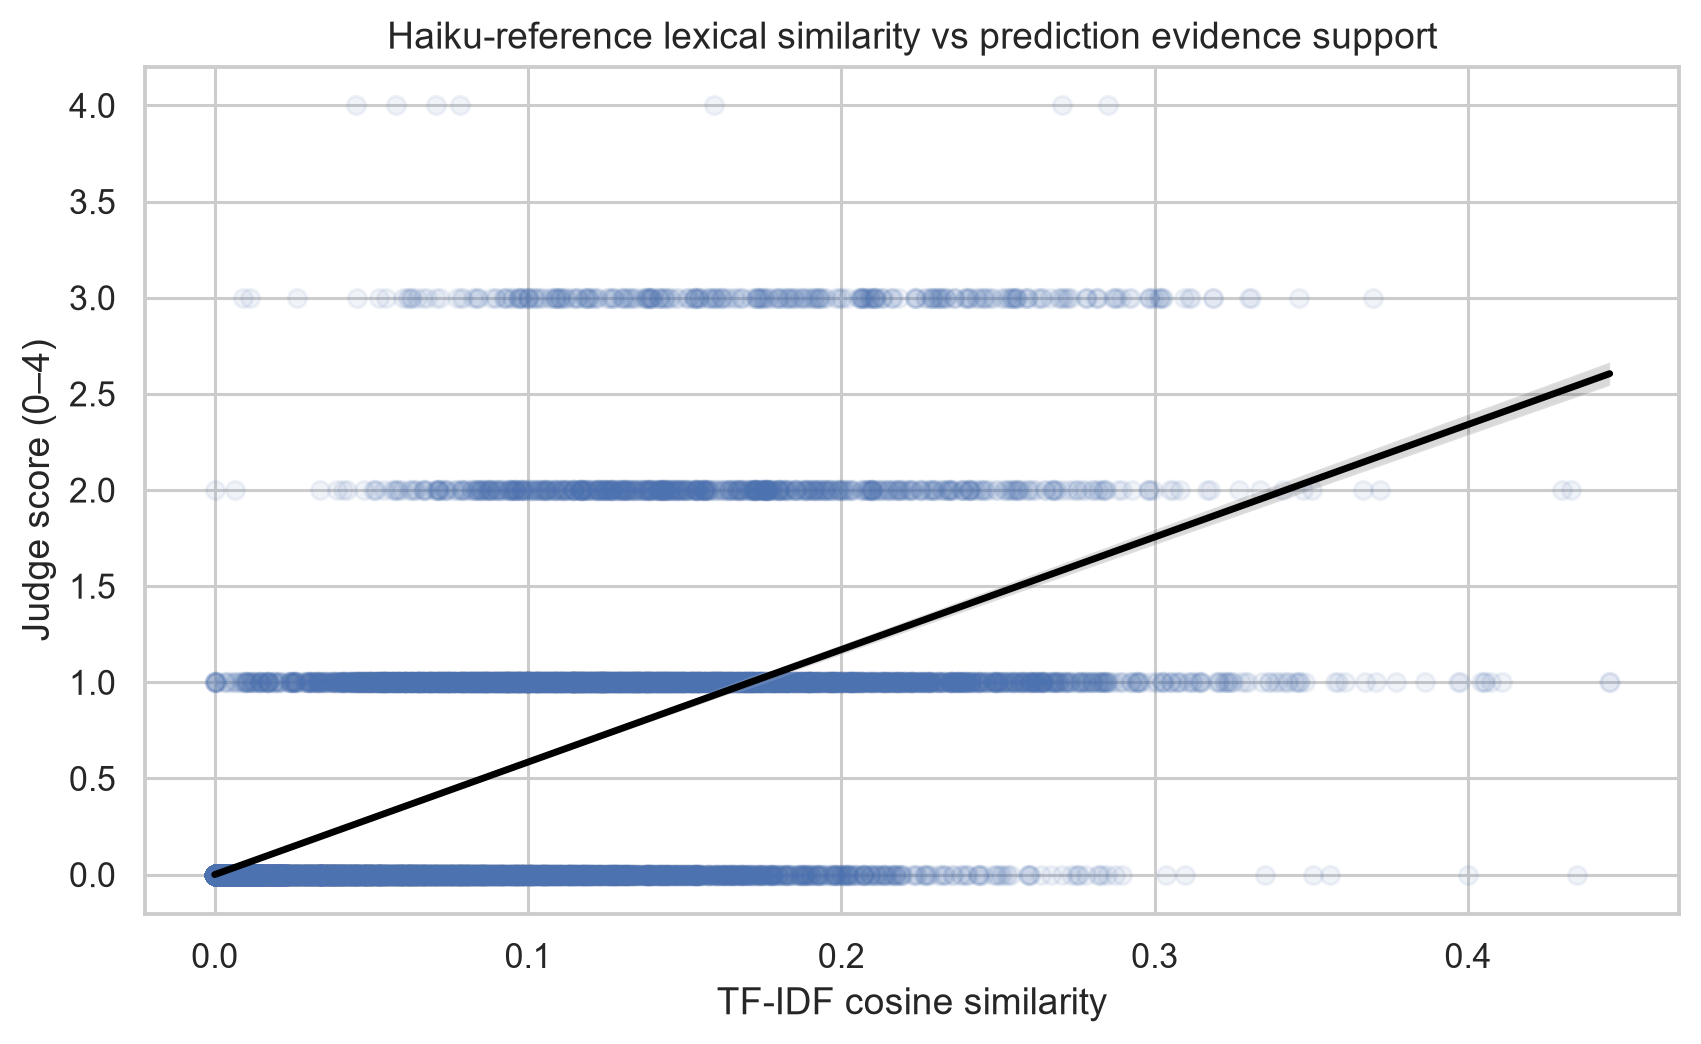 Haiku-reference lexical similarity vs prediction evidence support
4.0
3.5
3.0
2.5
2.0
1.5
1.0
0.5
0.0
Judge score (0–4)
0.0 0.1 0.2 0.3 0.4
TF-IDF cosine similarity